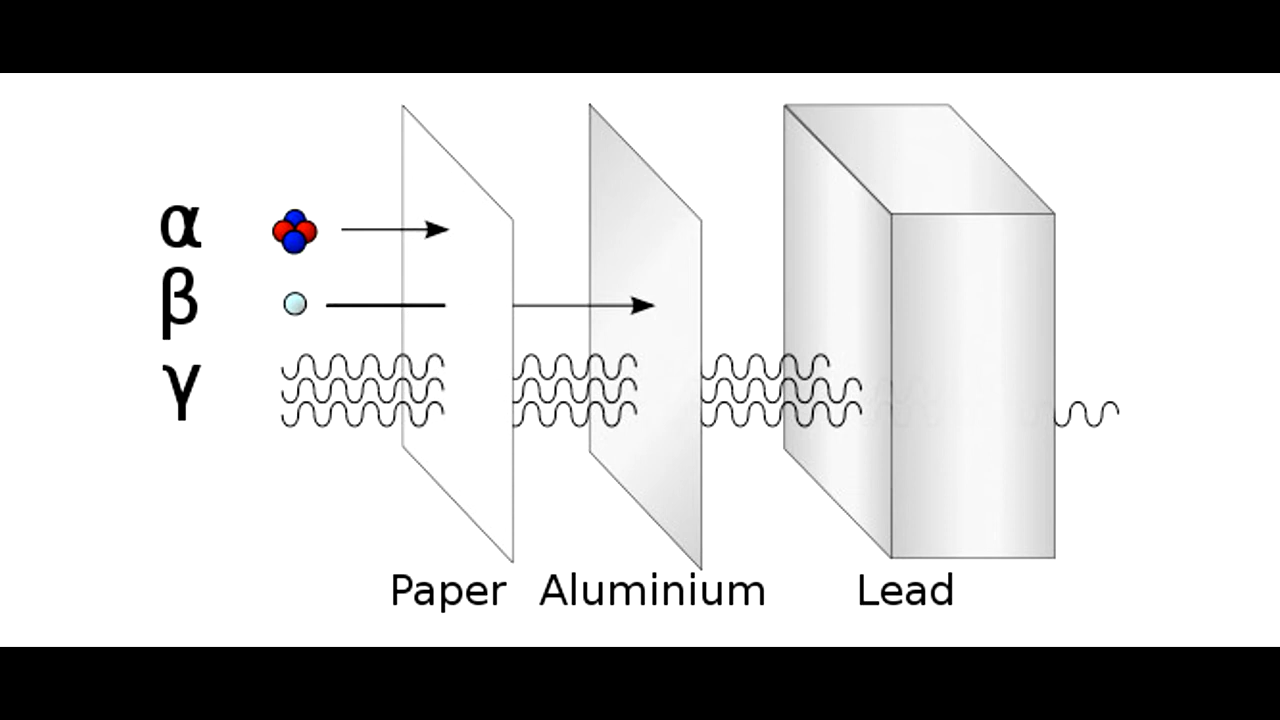 α
β
γ
Paper Aluminium Lead